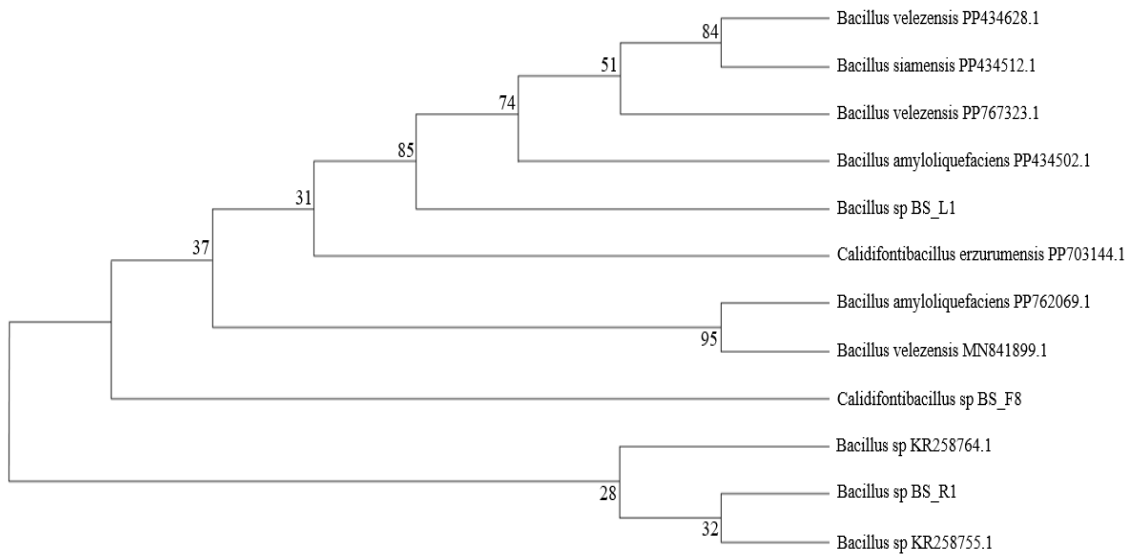 Bacillus velezensis PP434628.1
84
Bacillus siamensis PP434512.1
51
Bacillus velezensis PP767323.1
74
Bacillus amyloliquefaciens PP434502.1
85
Bacillus sp BS_L1
31
Calidifontibacillus erzurumensis PP703144.1
37
Bacillus amyloliquefaciens PP762069.1
95
Bacillus velezensis MN841899.1
Calidifontibacillus sp BS_F8
Bacillus sp KR258764.1
28
Bacillus sp BS_R1
32
Bacillus sp KR258755.1